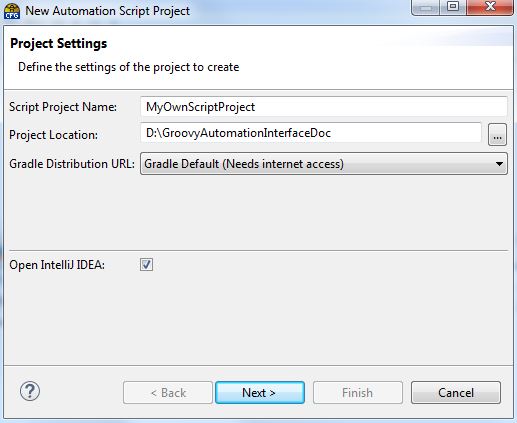 CFG New Automation Script Project
Project Settings
Define the settings of the project to create
Script Project Name: MyOwnScriptProject
Project Location: D:\GroovyAutomationInterfaceDoc ...
Gradle Distribution URL: Gradle Default (Needs internet access)
Open IntelliJ IDEA:
? < Back Next > Finish Cancel